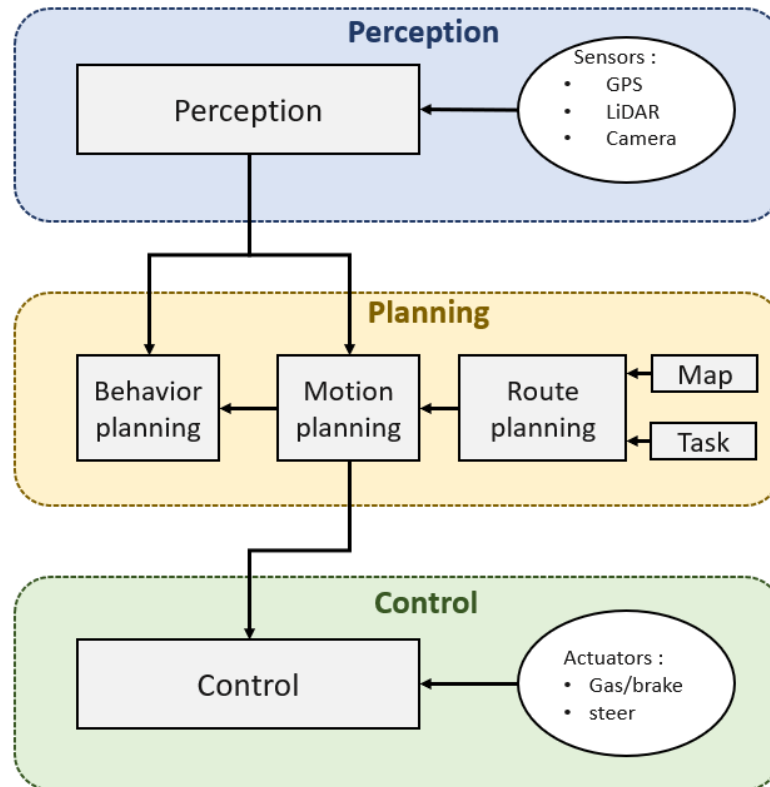 Perception
Sensors :
• GPS
• LiDAR
• Camera
Perception
Planning
Behavior
planning
Motion
planning
Route
planning
Map
Task
Control
Control
Actuators :
• Gas/brake
• steer